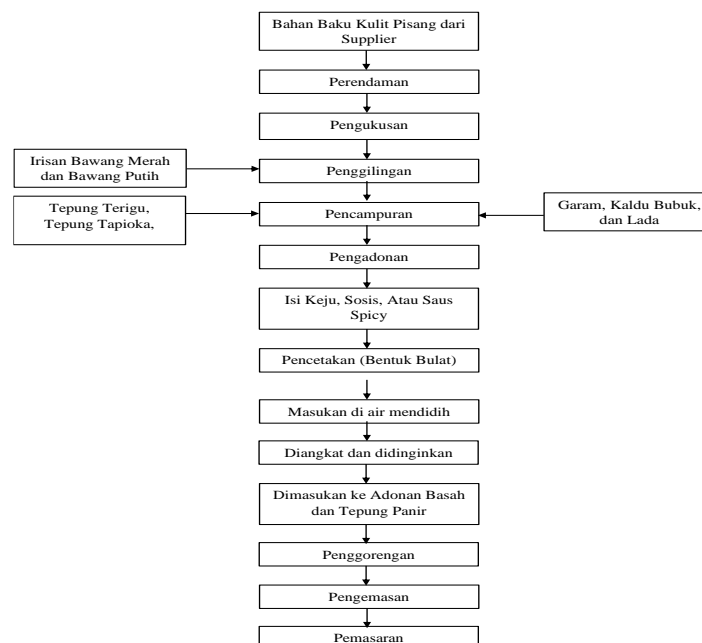 Bahan Baku Kulit Pisang dari
Supplier
Perendaman
Pengukusan
Irisan Bawang Merah
dan Bawang Putih
Penggilingan
Tepung Terigu,
Tepung Tapioka,
Pencampuran
Garam, Kaldu Bubuk,
dan Lada
Pengadonan
Isi Keju, Sosis, Atau Saus
Spicy
Pencetakan (Bentuk Bulat)
Masukan di air mendidih
Diangkat dan didinginkan
Dimasukan ke Adonan Basah
dan Tepung Panir
Penggorengan
Pengemasan
Pemasaran